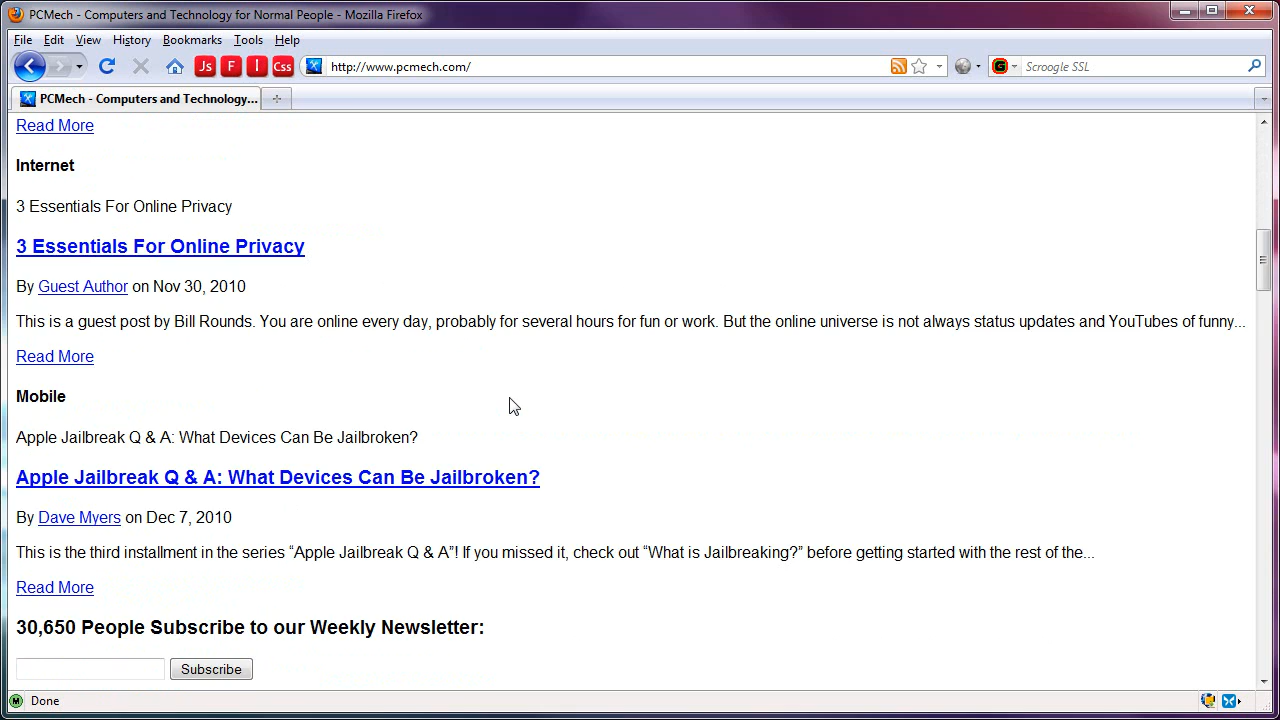 PCMech - Computers and Technology for Normal People - Mozilla Firefox
File Edit View History Bookmarks Tools Help
Js F I Css http://www.pcmech.com/ Scroogle SSL
PCMech - Computers and Technology...
Read More
Internet
3 Essentials For Online Privacy
3 Essentials For Online Privacy
By Guest Author on Nov 30, 2010
This is a guest post by Bill Rounds. You are online every day, probably for several hours for fun or work. But the online universe is not always status updates and YouTubes of funny...
Read More
Mobile
Apple Jailbreak Q & A: What Devices Can Be Jailbroken?
Apple Jailbreak Q & A: What Devices Can Be Jailbroken?
By Dave Myers on Dec 7, 2010
This is the third installment in the series “Apple Jailbreak Q & A”! If you missed it, check out “What is Jailbreaking?” before getting started with the rest of the...
Read More
30,650 People Subscribe to our Weekly Newsletter:
Subscribe
M Done